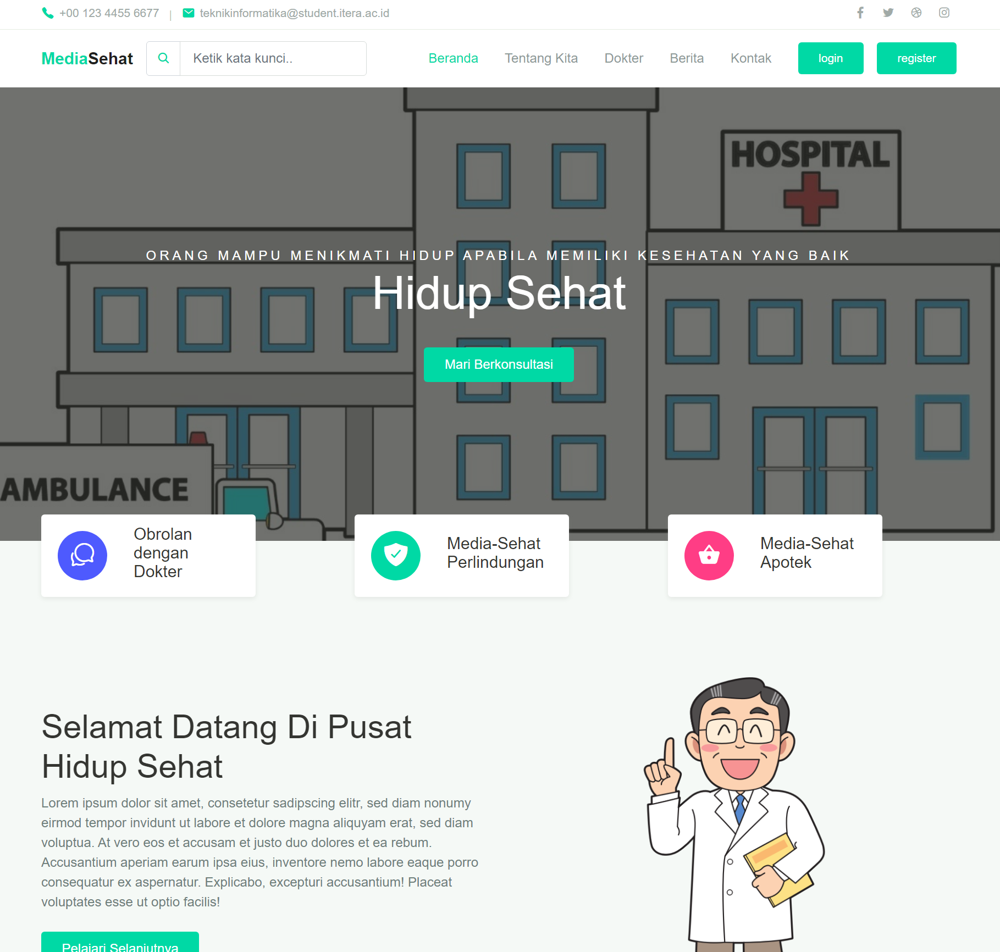 +00 123 4455 6677 | teknikinformatika@student.itera.ac.id
MediaSehat
Ketik kata kunci..
Beranda Tentang Kita Dokter Berita Kontak login register
HOSPITAL
ORANG MAMPU MENIKMATI HIDUP APABILA MEMILIKI KESEHATAN YANG BAIK
Hidup Sehat
Mari Berkonsultasi
AMBULANCE
Obrolan
dengan
Dokter
Media-Sehat
Perlindungan
Media-Sehat
Apotek
Selamat Datang Di Pusat
Hidup Sehat
Lorem ipsum dolor sit amet, consetetur sadipscing elitr, sed diam nonumy
eirmod tempor invidunt ut labore et dolore magna aliquyam erat, sed diam
voluptua. At vero eos et accusam et justo duo dolores et ea rebum.
Accusantium aperiam earum ipsa eius, inventore nemo labore eaque porro
consequatur ex aspernatur. Explicabo, excepturi accusantium! Placeat
voluptates esse ut optio facilis!
Pelajari Selanjutnya